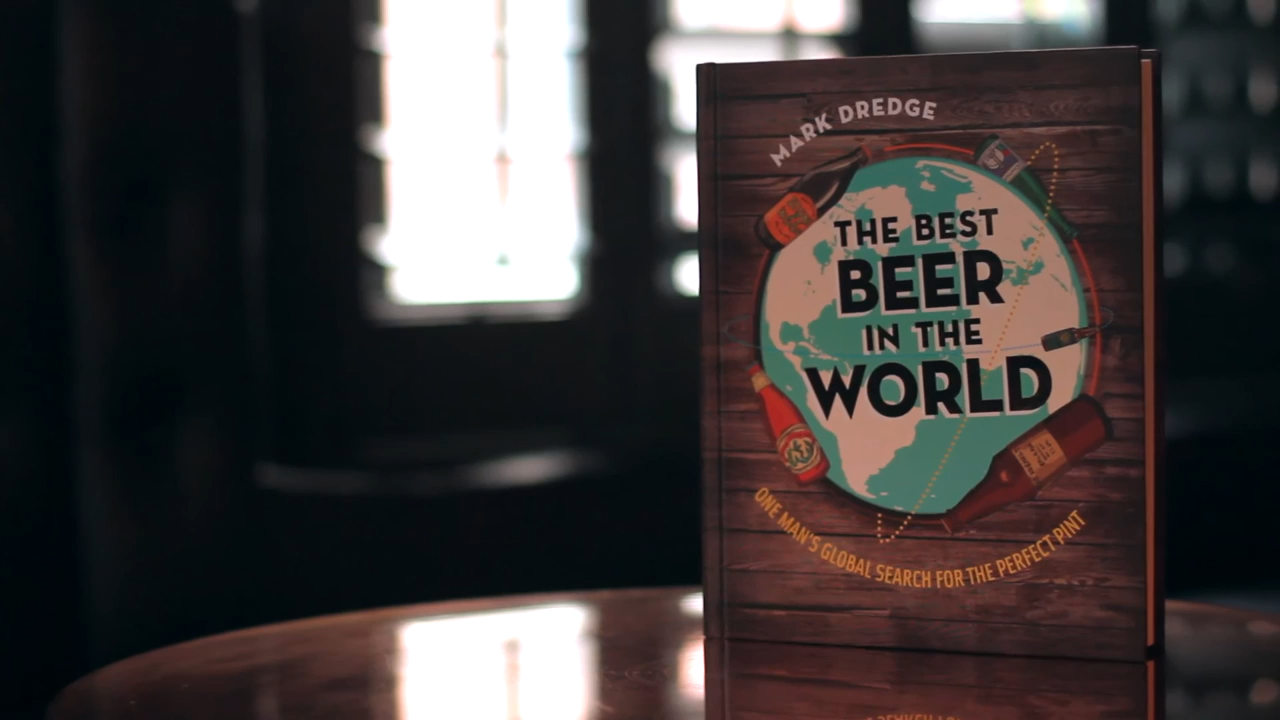 MARK DREDGE
THE BEST
BEER
IN THE
WORLD
ONE MAN'S GLOBAL SEARCH FOR THE PERFECT PINT